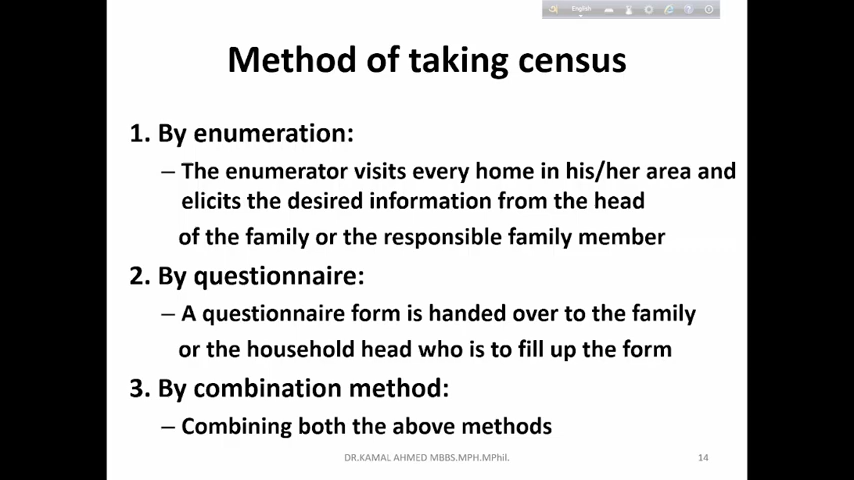 English
Method of taking census
1. By enumeration:
– The enumerator visits every home in his/her area and
elicits the desired information from the head
of the family or the responsible family member
2. By questionnaire:
– A questionnaire form is handed over to the family
or the household head who is to fill up the form
3. By combination method:
– Combining both the above methods
DR.KAMAL AHMED MBBS.MPH.MPhil.
14